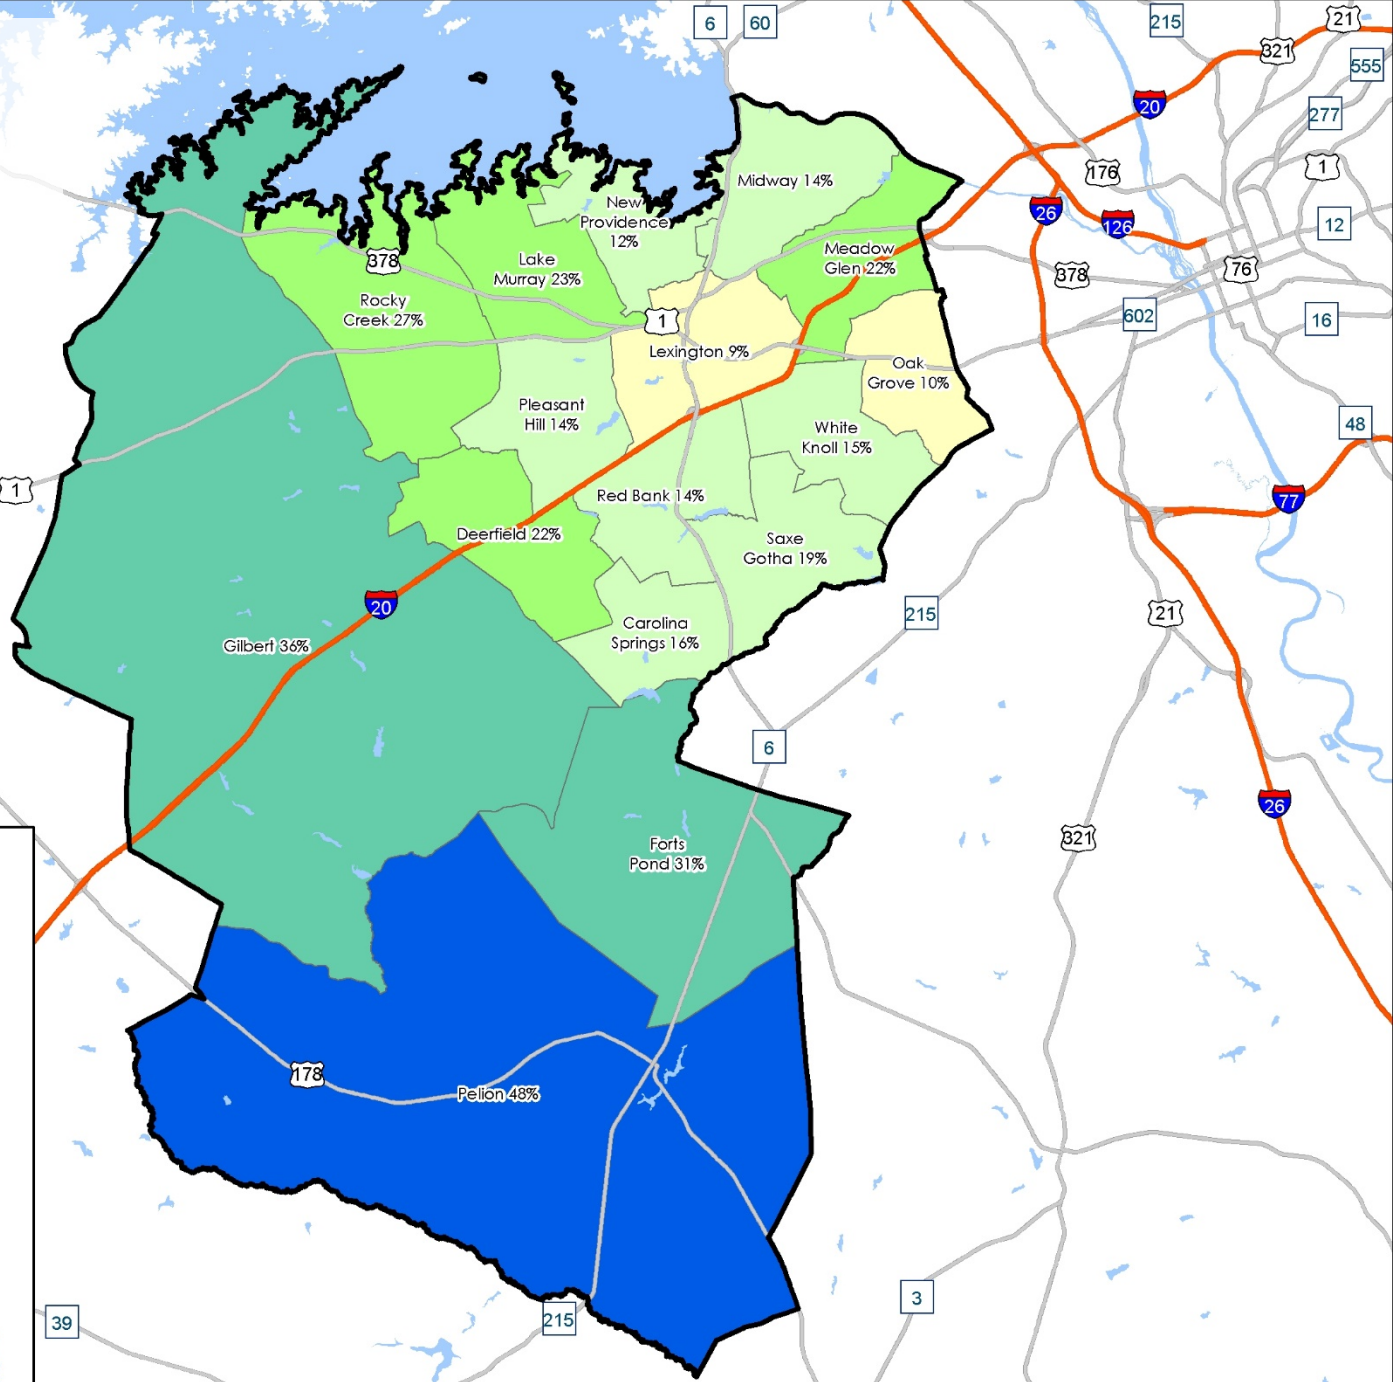 6
60
215
21
321
555
20
277
176
1
Midway 14%
26
126
12
New
Providence
12%
378
Lake
Murray 23%
Meadow
Glen 22%
378
76
Rocky
Creek 27%
1
602
16
Lexington 9%
Oak
Grove 10%
Pleasant
Hill 14%
White
Knoll 15%
48
1
Red Bank 14%
77
Deerfield 22%
Saxe
Gotha 19%
20
215
21
Carolina
Springs 16%
Gilbert 36%
6
26
321
Forts
Pond 31%
178
Pelion 48%
3
39
215